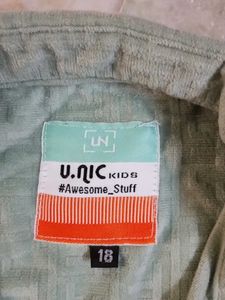 UN
U.NIC KIDS
#Awesome_Stuff
18